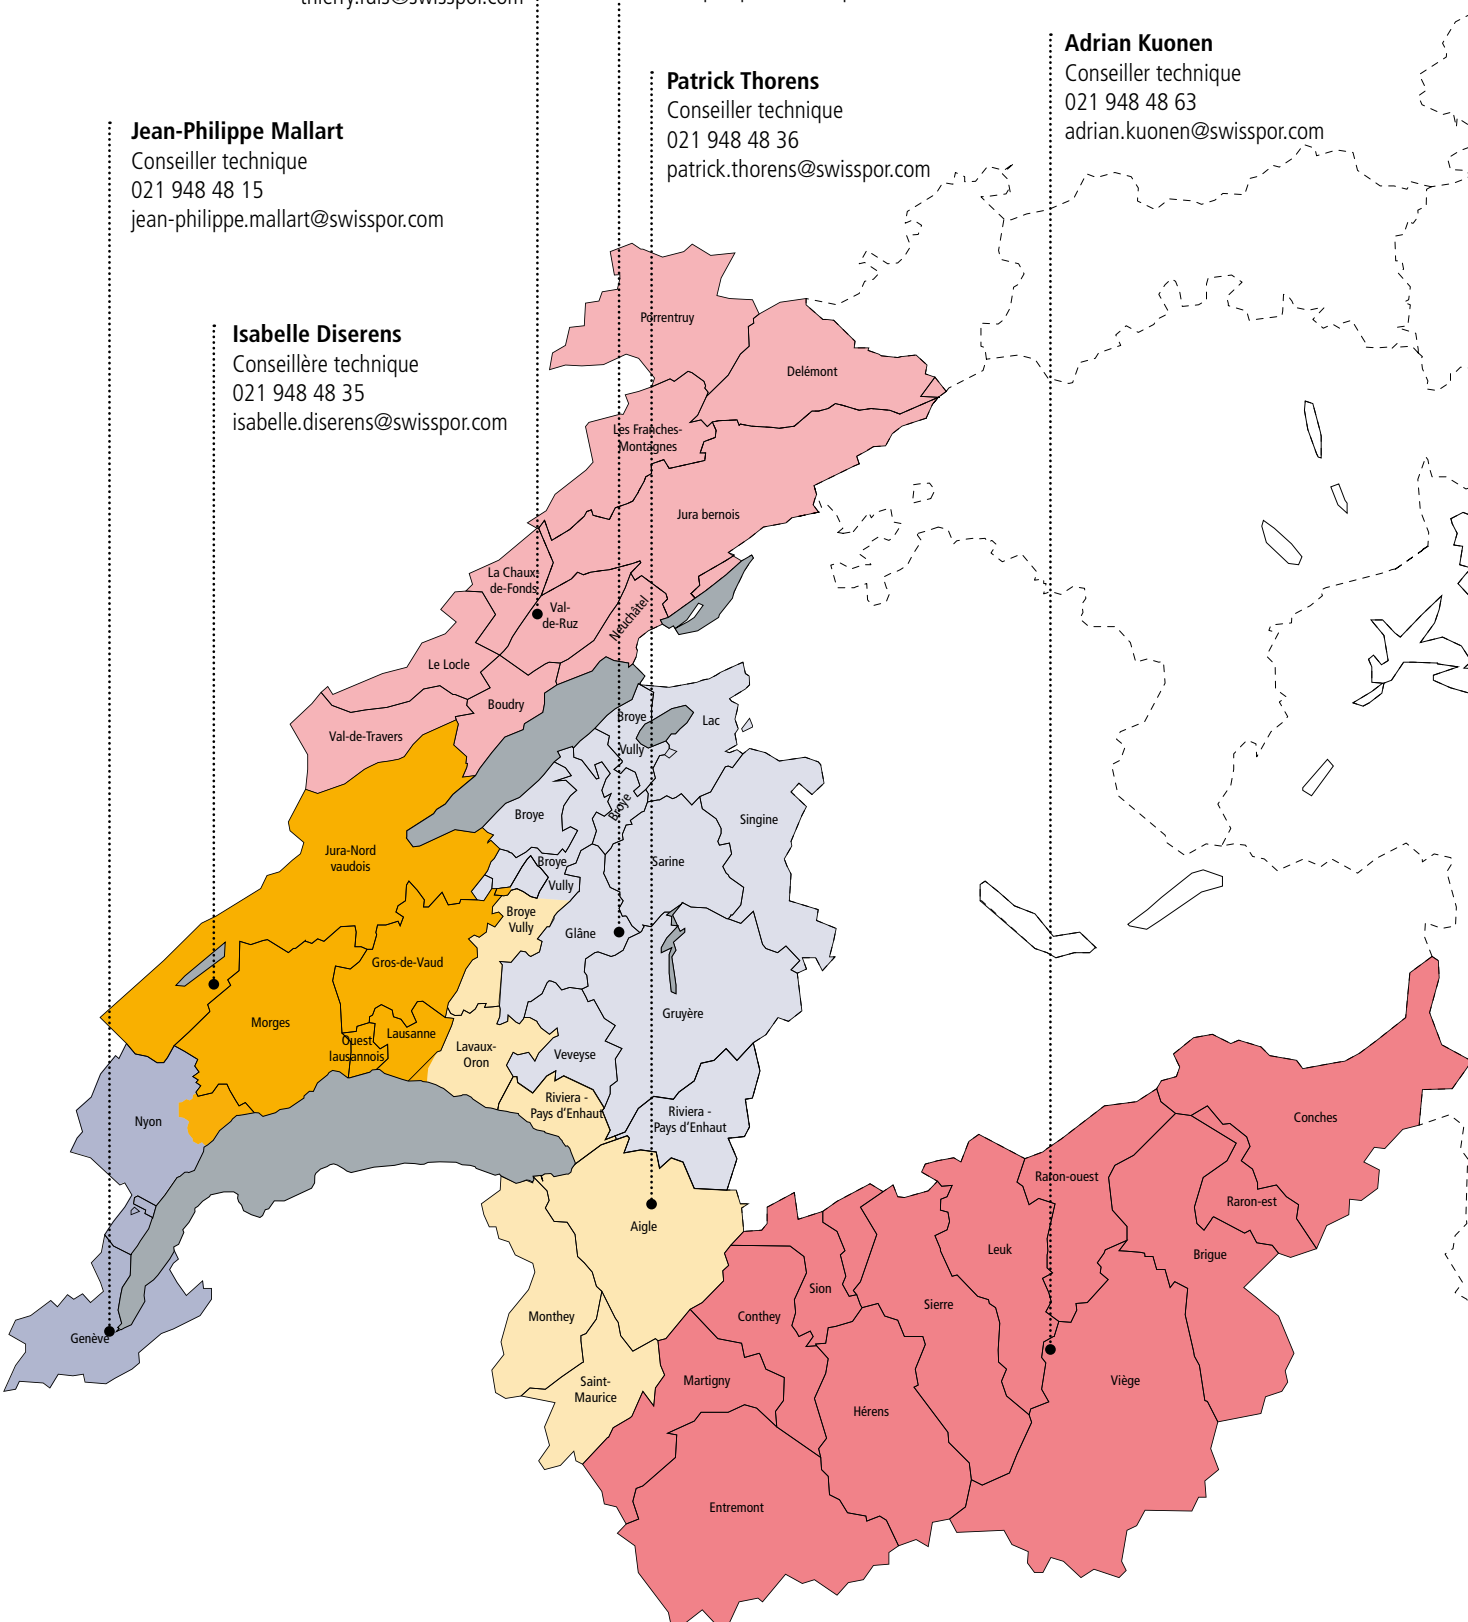 Adrian Kuonen
Conseiller technique
021 948 48 63
adrian.kuonen@swisspor.com
Patrick Thorens
Conseiller technique
021 948 48 36
patrick.thorens@swisspor.com
Jean-Philippe Mallart
Conseiller technique
021 948 48 15
jean-philippe.mallart@swisspor.com
Isabelle Diserens
Conseillère technique
021 948 48 35
isabelle.diserens@swisspor.com
Porrentruy
Delémont
Les Franches-
Montagnes
Jura bernois
La Chaux-
de-Fonds
Val-
de-Ruz
Neuchâtel
Le Locle
Boudry
Val-de-Travers
Broye
Vully
Lac
Broye
Broye
Singine
Jura-Nord
vaudois
Broye
Vully
Sarine
Broye
Vully
Glâne
Gros-de-Vaud
Morges
Lausanne
Ouest
lausannois
Lavaux-
Oron
Veveyse
Gruyère
Riviera -
Pays d'Enhaut
Riviera -
Pays d'Enhaut
Nyon
Conches
Raron-ouest
Raron-est
Aigle
Leuk
Brigue
Sion
Sierre
Monthey
Conthey
Genève
Saint-
Maurice
Martigny
Viège
Hérens
Entremont